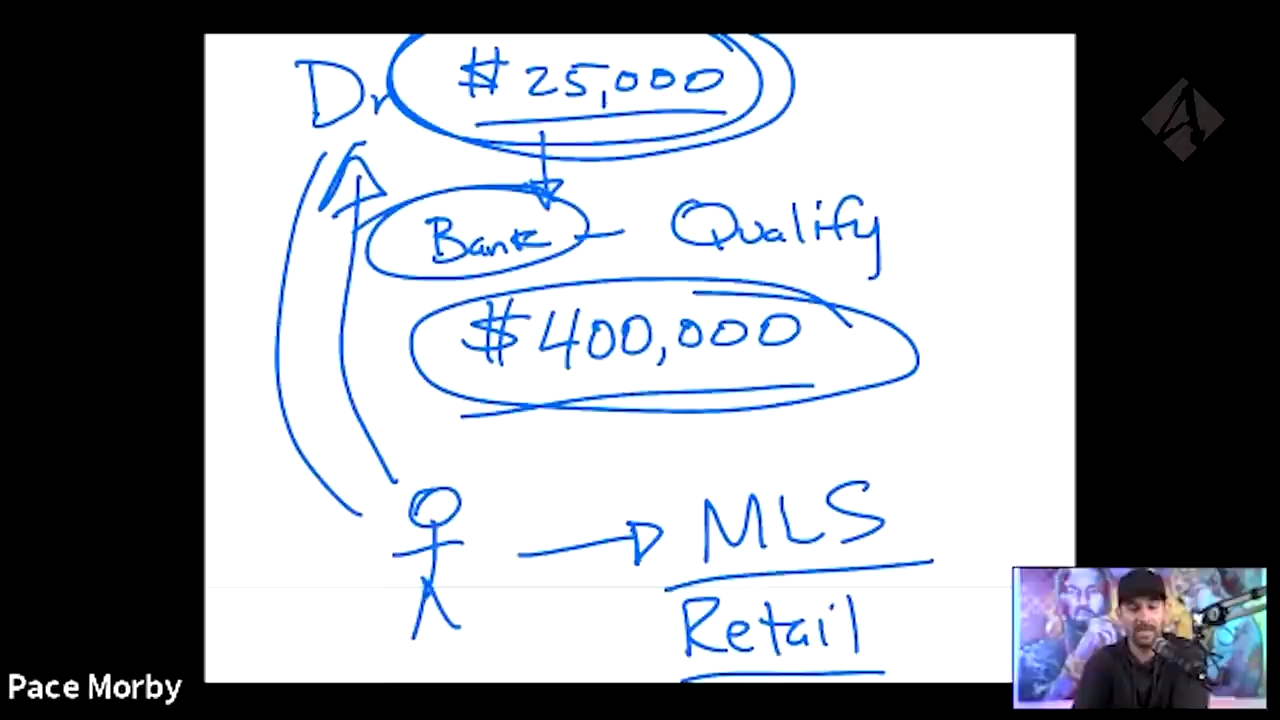 Dr $25,000
Bank - Qualify
$400,000
MLS
Retail
Pace Morby